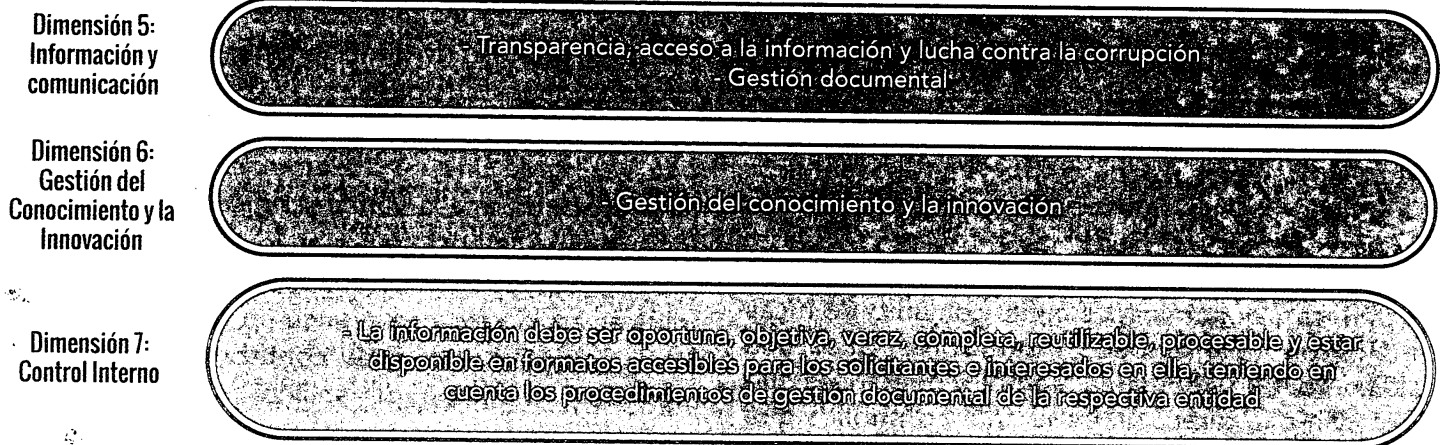 Dimensión 5:
Información y
comunicación
- Transparencia, acceso a la información y lucha contra la corrupción
- Gestión documental
Dimensión 6:
Gestión del
Conocimiento y la
Innovación
- Gestión del conocimiento y la innovación
Dimensión 7:
Control Interno
- La información debe ser oportuna, objetiva, veraz, completa, reutilizable, procesable y estar
disponible en formatos accesibles para los solicitantes e interesados en ella, teniendo en
cuenta los procedimientos de gestión documental de la respectiva entidad